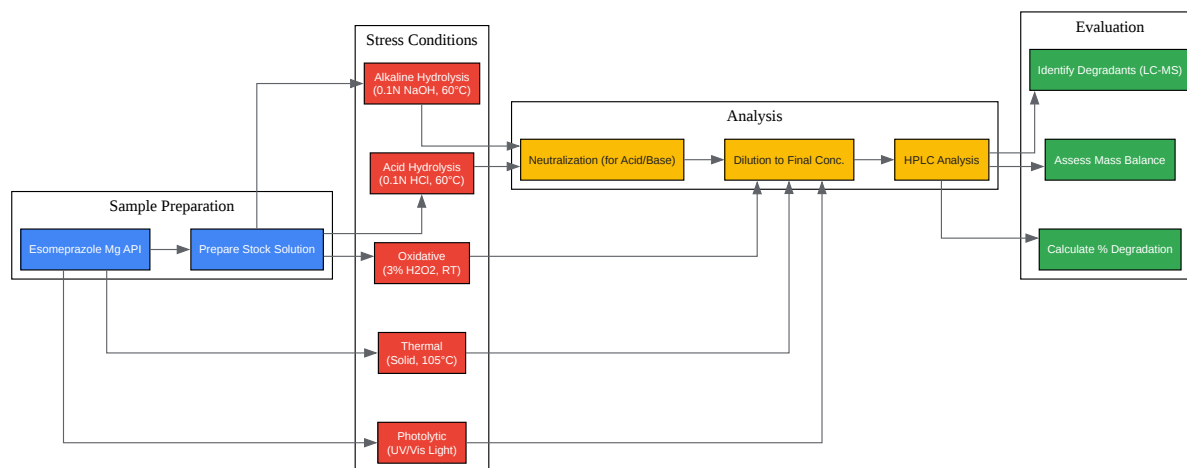 Sample Preparation
Esomeprazole Mg API
Prepare Stock Solution
Stress Conditions
Alkaline Hydrolysis
(0.1N NaOH, 60°C)
Acid Hydrolysis
(0.1N HCl, 60°C)
Oxidative
(3% H2O2, RT)
Thermal
(Solid, 105°C)
Photolytic
(UV/Vis Light)
Analysis
Neutralization (for Acid/Base)
Dilution to Final Conc.
HPLC Analysis
Evaluation
Identify Degradants (LC-MS)
Assess Mass Balance
Calculate % Degradation